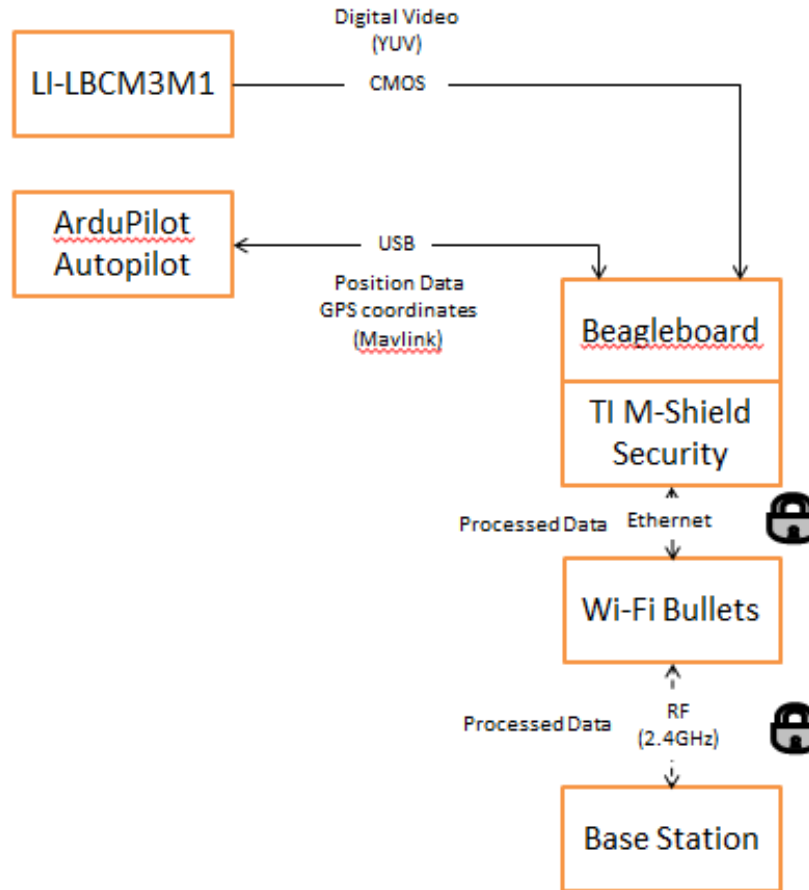 Digital Video
(YUV)
LI-LBCM3M1
CMOS
ArduPilot
Autopilot
USB
Position Data
GPS coordinates
(Mavlink)
Beagleboard
TI M-Shield
Security
Processed Data
Ethernet
Wi-Fi Bullets
Processed Data
RF
(2.4GHz)
Base Station